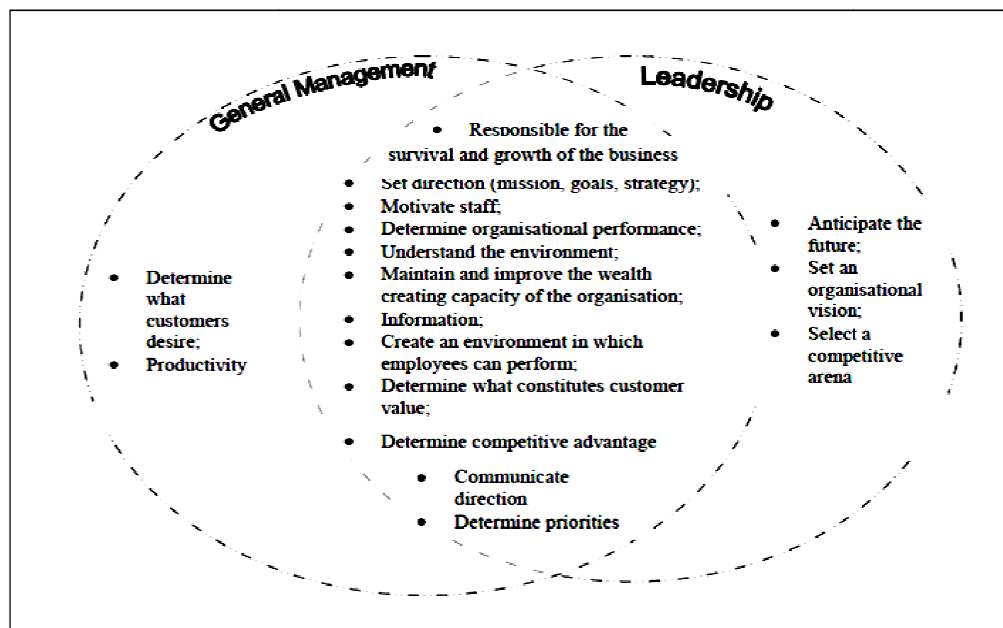 General Management
Leadership
• Responsible for the
survival and growth of the business
• Set direction (mission, goals, strategy);
• Motivate staff;
• Determine organisational performance;
• Understand the environment;
• Maintain and improve the wealth
creating capacity of the organisation;
• Information;
• Create an environment in which
employees can perform;
• Determine what constitutes customer
value;
• Determine competitive advantage
• Communicate
direction
• Determine priorities
• Determine
what
customers
desire;
• Productivity
• Anticipate the
future;
• Set an
organisational
vision;
• Select a
competitive
arena